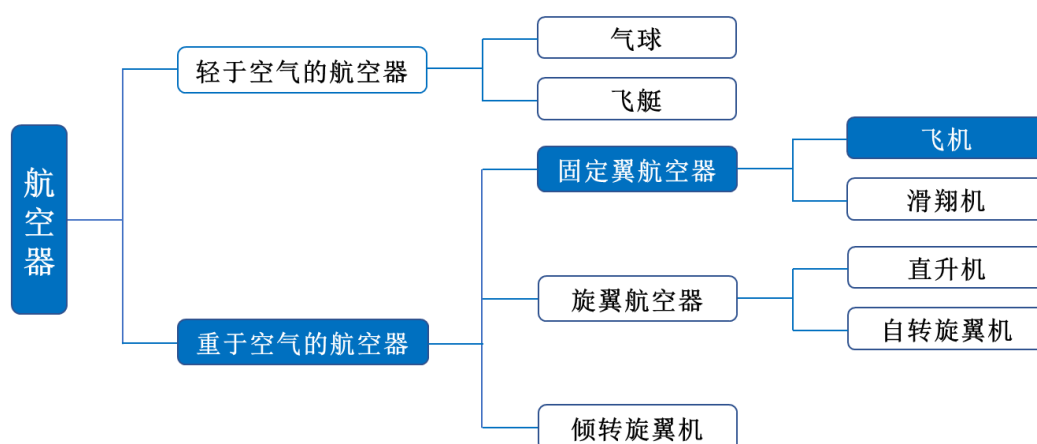 航空器
轻于空气的航空器
气球
飞艇
重于空气的航空器
固定翼航空器
飞机
滑翔机
旋翼航空器
直升机
自转旋翼机
倾转旋翼机